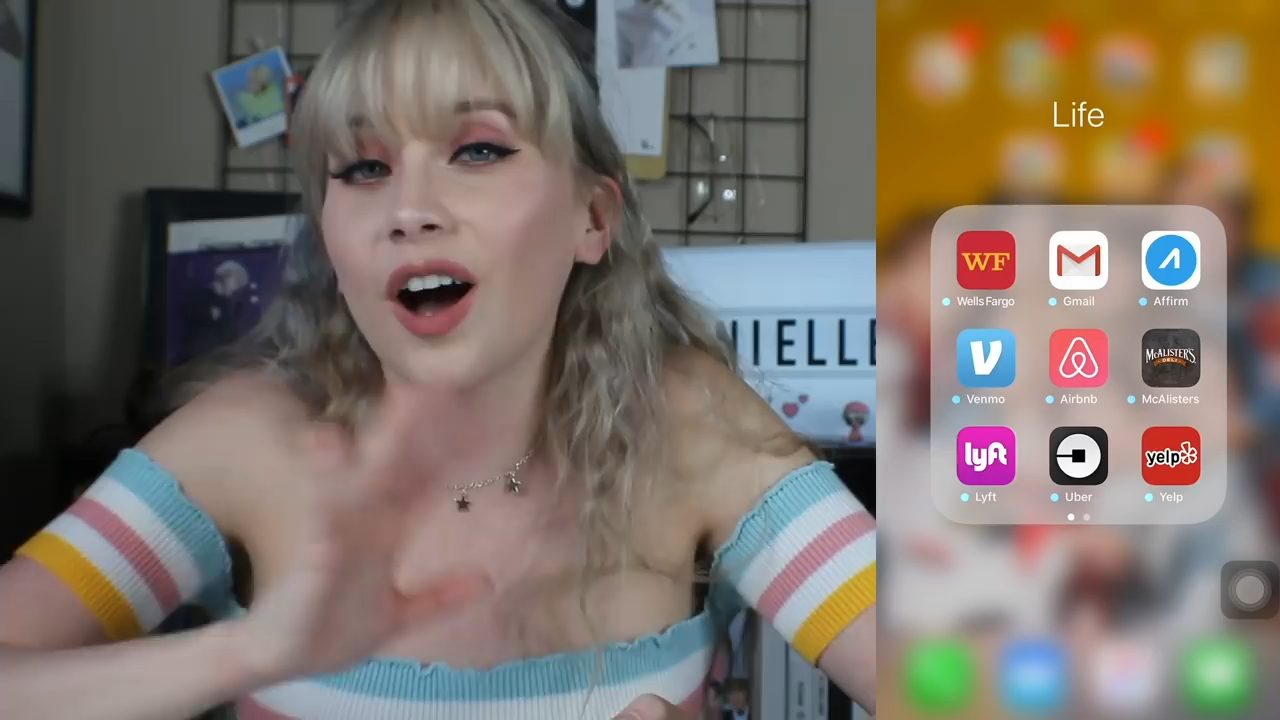 Life
WF
Wells Fargo
Gmail
Affirm
V
McALISTER'S
DELI
Venmo
Airbnb
McAlisters
lyft
yelp
Lyft
Uber
Yelp
IELLE